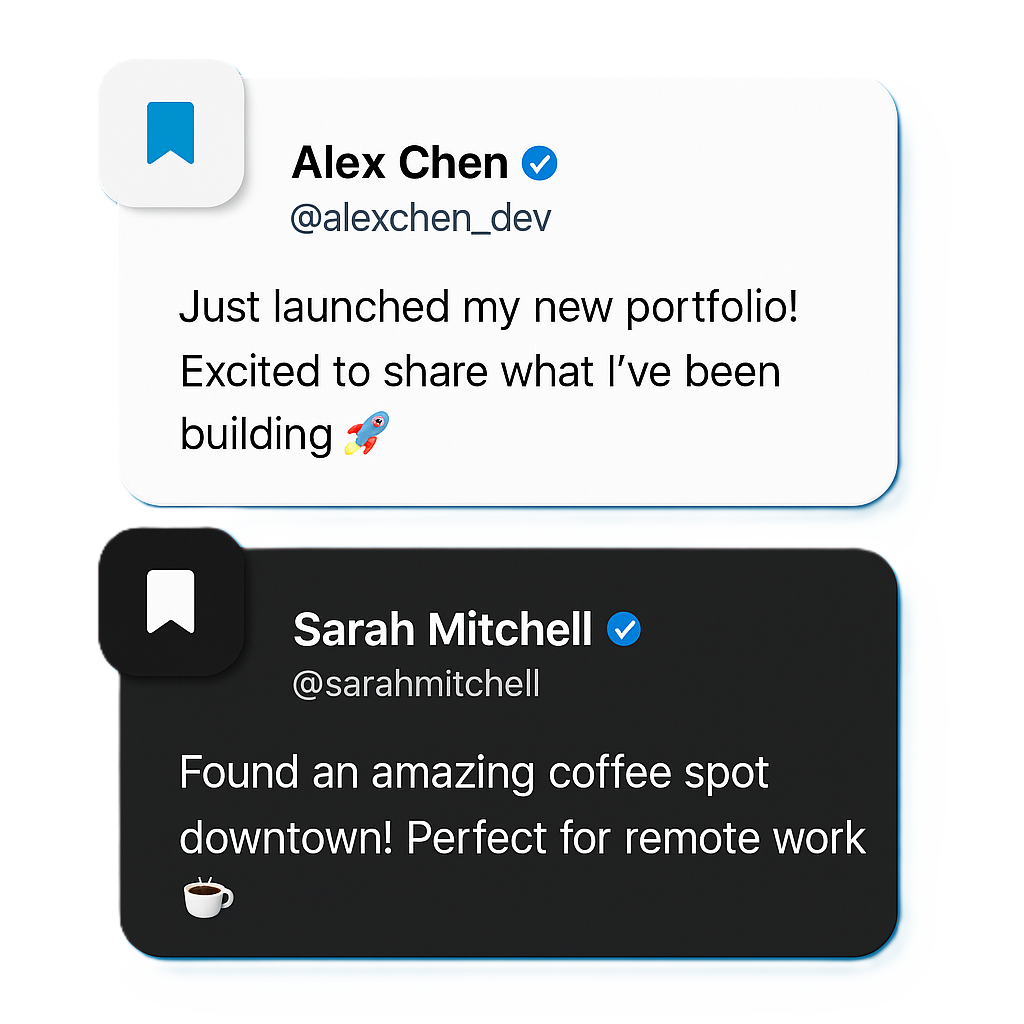 Alex Chen
@alexchen_dev
Just launched my new portfolio!
Excited to share what I’ve been
building 🚀
Sarah Mitchell
@sarahmitchell
Found an amazing coffee spot
downtown! Perfect for remote work
☕